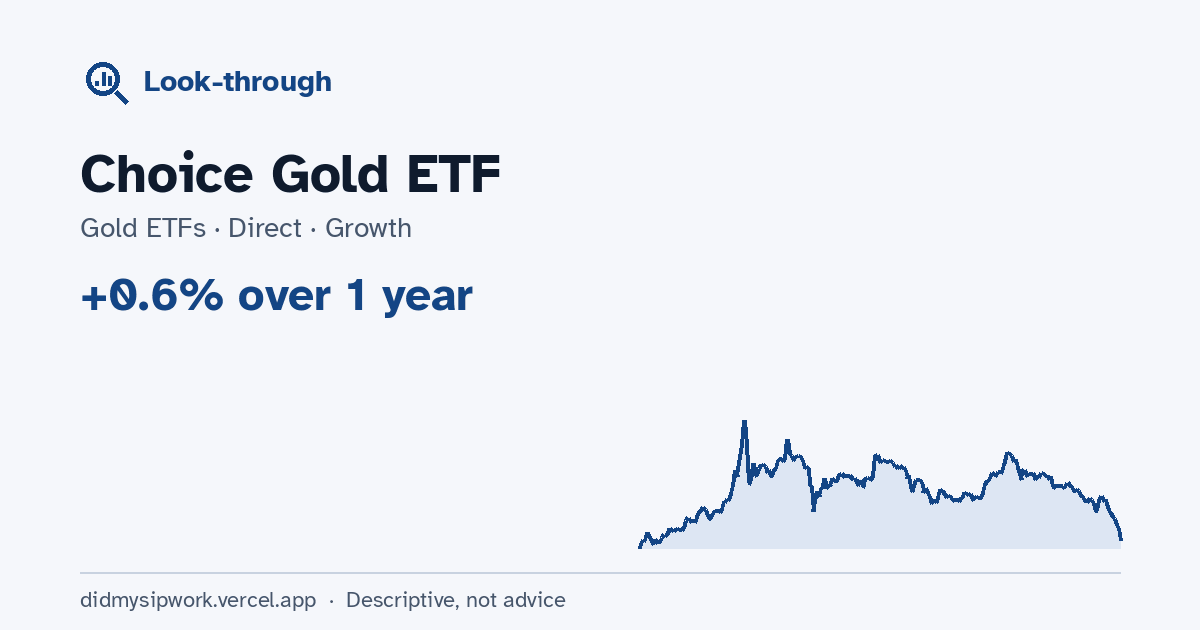 Look-through
Choice Gold ETF
Gold ETFs · Direct · Growth
+0.6% over 1 year
didmysipwork.vercel.app · Descriptive, not advice